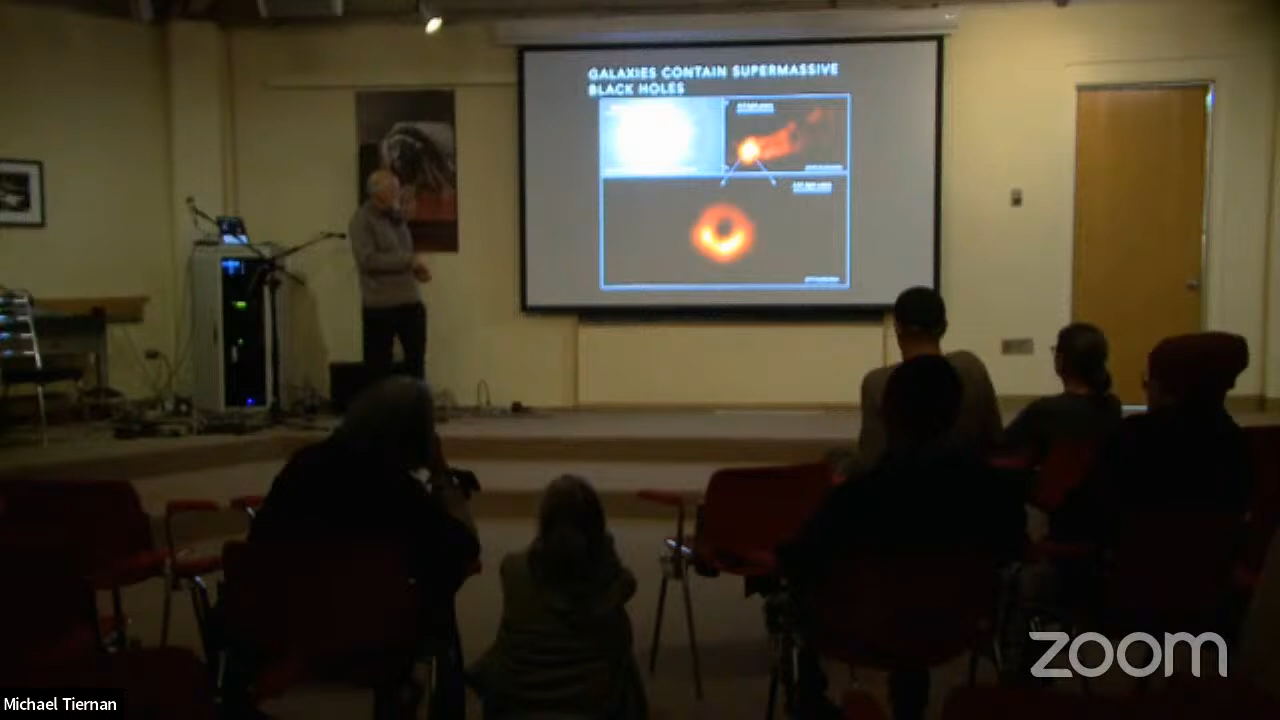 GALAXIES CONTAIN SUPERMASSIVE
BLACK HOLES
zoom
Michael Tiernan